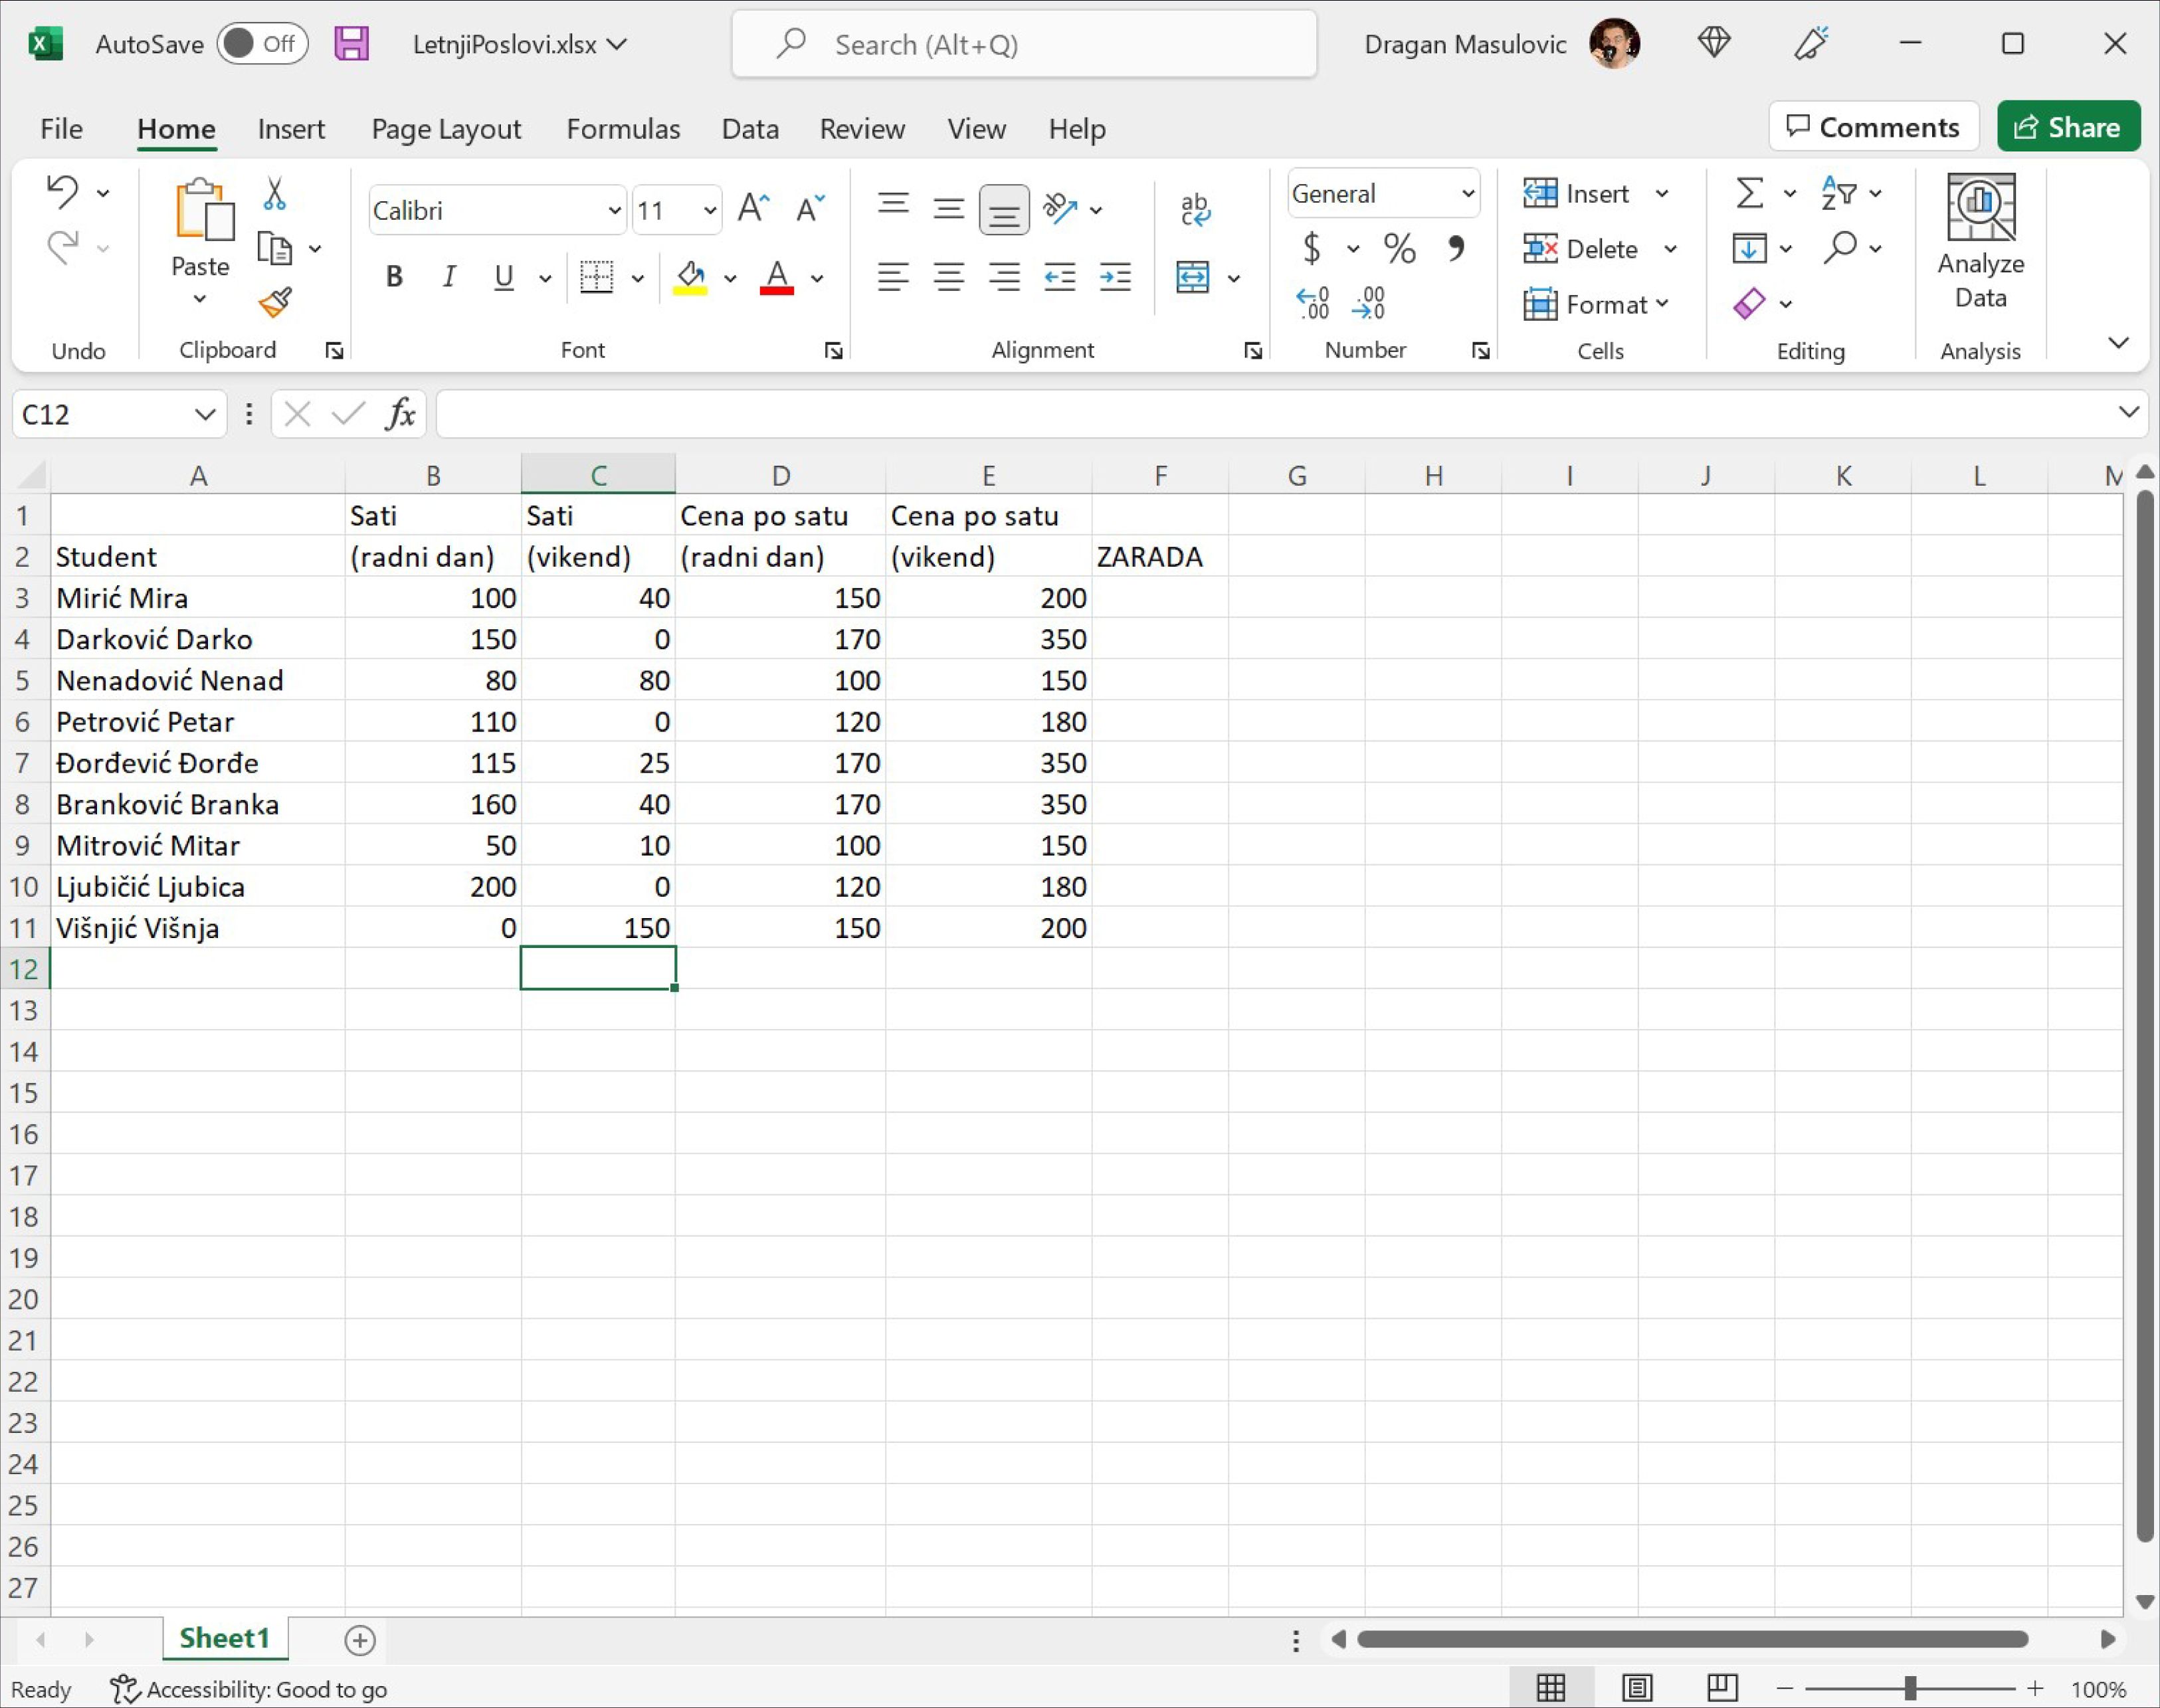 AutoSave Off LetnjiPoslovi.xlsx Search (Alt+Q) Dragan Masulovic
File Home Insert Page Layout Formulas Data Review View Help Comments Share
Calibri 11 ab General Insert
B I U A $ % Delete
Paste Format Analyze
Data
Undo Clipboard Font Alignment Number Cells Editing Analysis
C12 fx
A B C D E F G H I J K L M
1 Sati Sati Cena po satu Cena po satu
2 Student (radni dan) (vikend) (radni dan) (vikend) ZARADA
3 Mirić Mira 100 40 150 200
4 Darković Darko 150 0 170 350
5 Nenadović Nenad 80 80 100 150
6 Petrović Petar 110 0 120 180
7 Đorđević Đorđe 115 25 170 350
8 Branković Branka 160 40 170 350
9 Mitrović Mitar 50 10 100 150
10 Ljubičić Ljubica 200 0 120 180
11 Višnjić Višnja 0 150 150 200
12
13
14
15
16
17
18
19
20
21
22
23
24
25
26
27
Sheet1
Ready Accessibility: Good to go 100%